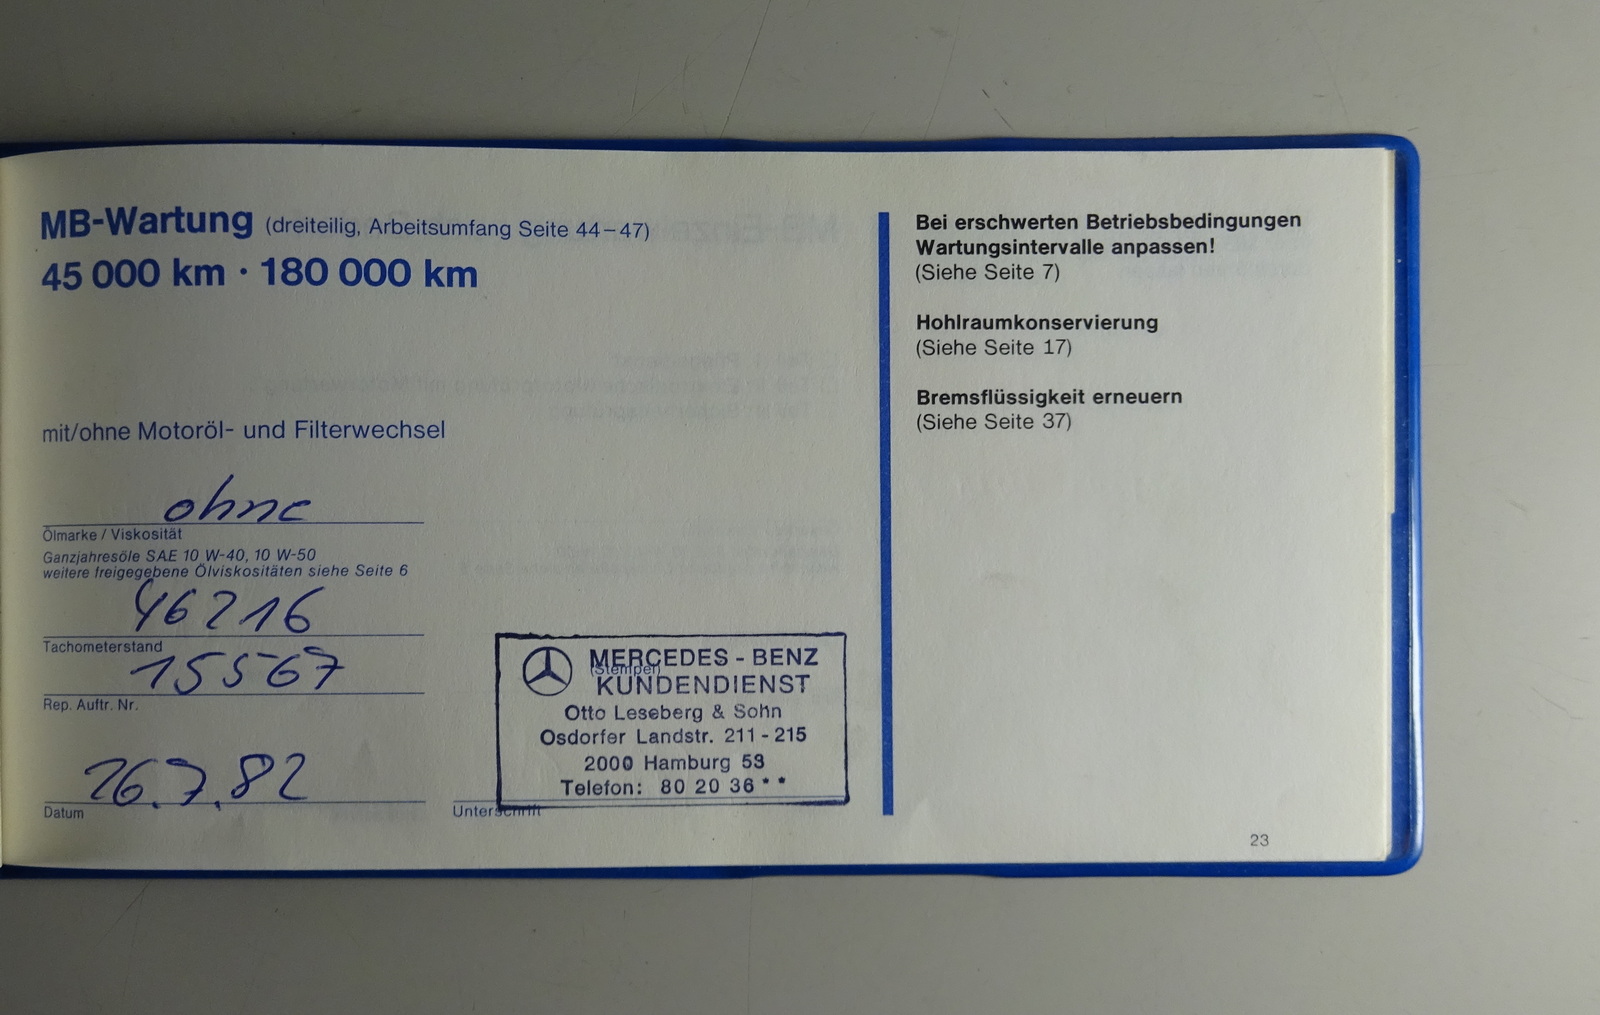 MB-Wartung (dreiteilig, Arbeitsumfang Seite 44–47)
45 000 km · 180 000 km
mit/ohne Motoröl- und Filterwechsel
ohne
Ölmarke / Viskosität
Ganzjahresöle SAE 10 W-40, 10 W-50
weitere freigegebene Ölviskositäten siehe Seite 6
46216
Tachometerstand
15567
Rep. Auftr. Nr.
26.7.82
Datum
(Stempel)
MERCEDES - BENZ
KUNDENDIENST
Otto Leseberg & Sohn
Osdorfer Landstr. 211 - 215
2000 Hamburg 53
Telefon: 80 20 36 * *
Unterschrift
Bei erschwerten Betriebsbedingungen
Wartungsintervalle anpassen!
(Siehe Seite 7)
Hohlraumkonservierung
(Siehe Seite 17)
Bremsflüssigkeit erneuern
(Siehe Seite 37)
23